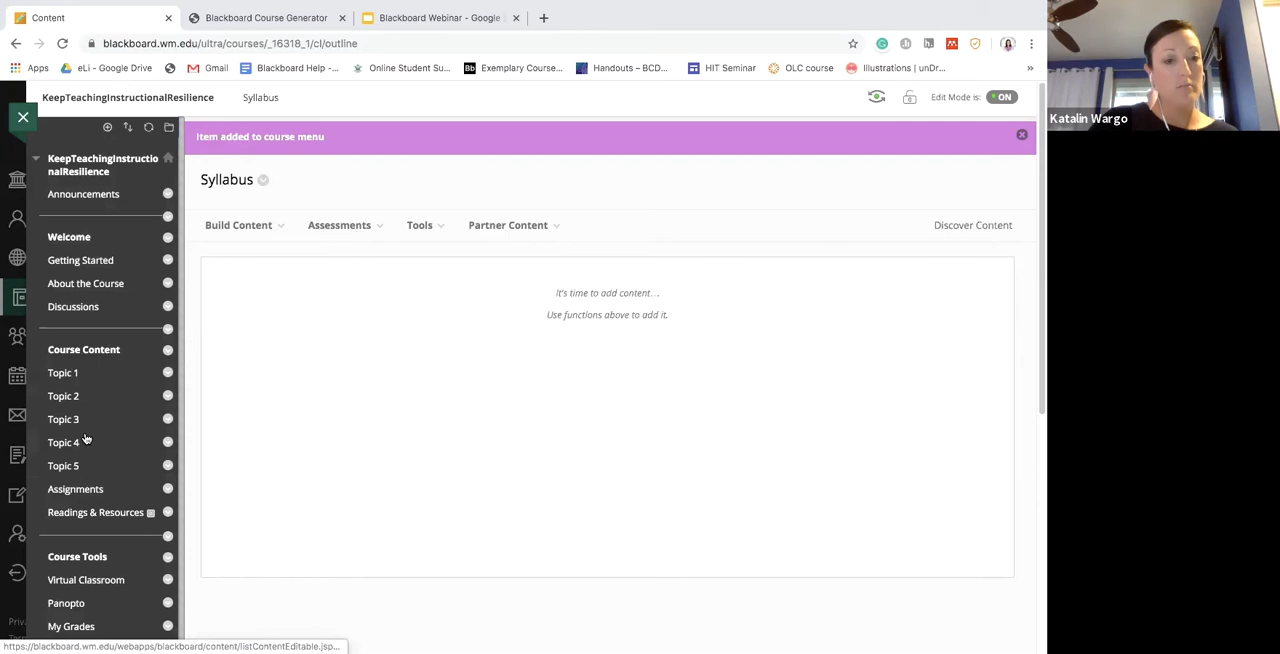 Content
Blackboard Course Generator
Blackboard Webinar - Google
blackboard.wm.edu/ultra/courses/_16318_1/cl/outline
Apps
eLi - Google Drive
Gmail
Blackboard Help -...
Online Student Su...
Bb
Exemplary Course...
Handouts – BCD...
HIT Seminar
OLC course
Illustrations | unDr...
»
Katalin Wargo
KeepTeachingInstructionalResilience
Syllabus
Edit Mode is:
ON
Item added to course menu
KeepTeachingInstructio
nalResilience
Announcements
Welcome
Getting Started
About the Course
Discussions
Course Content
Topic 1
Topic 2
Topic 3
Topic 4
Topic 5
Assignments
Readings & Resources
Course Tools
Virtual Classroom
Panopto
My Grades
Syllabus
Build Content
Assessments
Tools
Partner Content
Discover Content
It's time to add content…
Use functions above to add it.
Priv
https://blackboard.wm.edu/webapps/blackboard/content/listContentEditable.jsp...